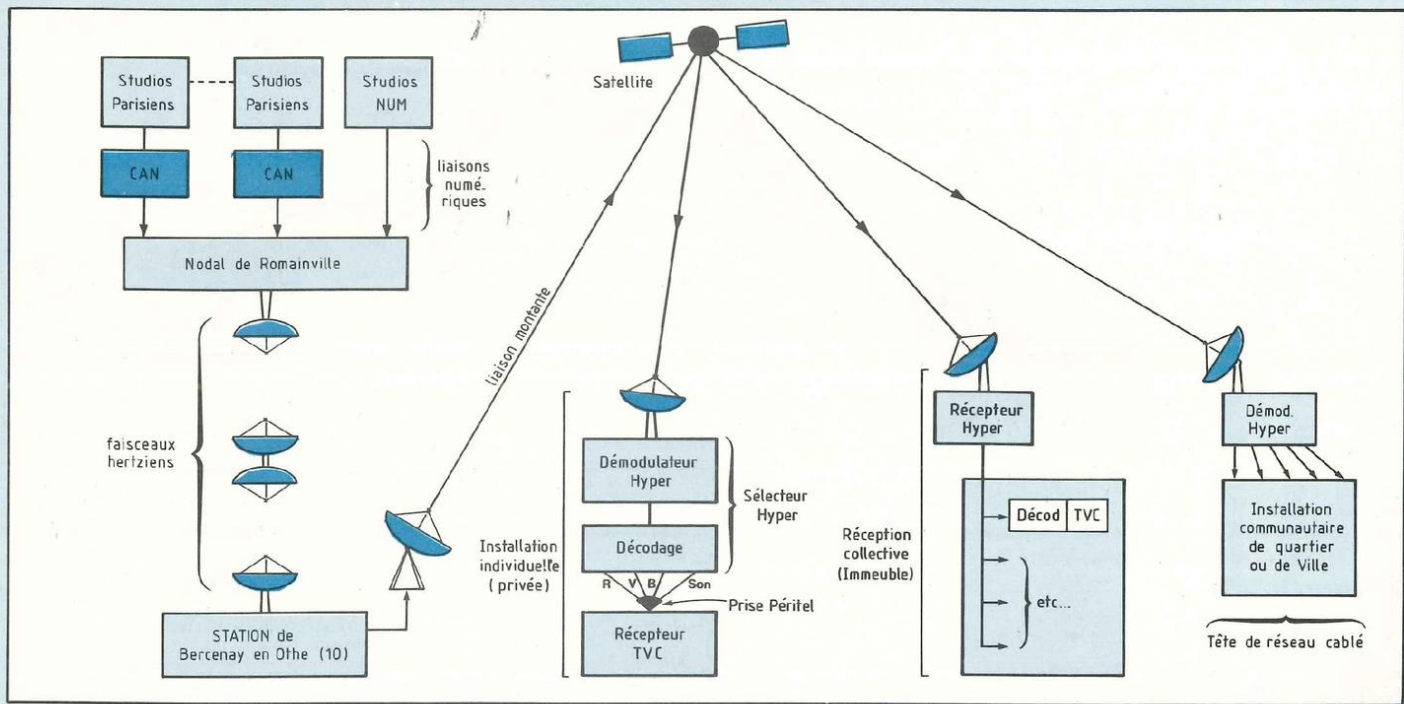 Studios
Parisiens
Studios
Parisiens
Studios
NUM
CAN
CAN
liaisons
numé-
riques
Nodal de Romainville
faisceaux
hertziens
STATION de
Bercenay en Othe (10)
liaison montante
Satellite
Installation
individuelle
(privée)
Démodulateur
Hyper
Décodage
Sélecteur
Hyper
R V B Son
Prise Péritel
Récepteur
TVC
Réception
collective
(Immeuble)
Récepteur
Hyper
Décod TVC
etc...
Démod.
Hyper
Installation
communautaire
de quartier
ou de Ville
Tête de réseau cablé